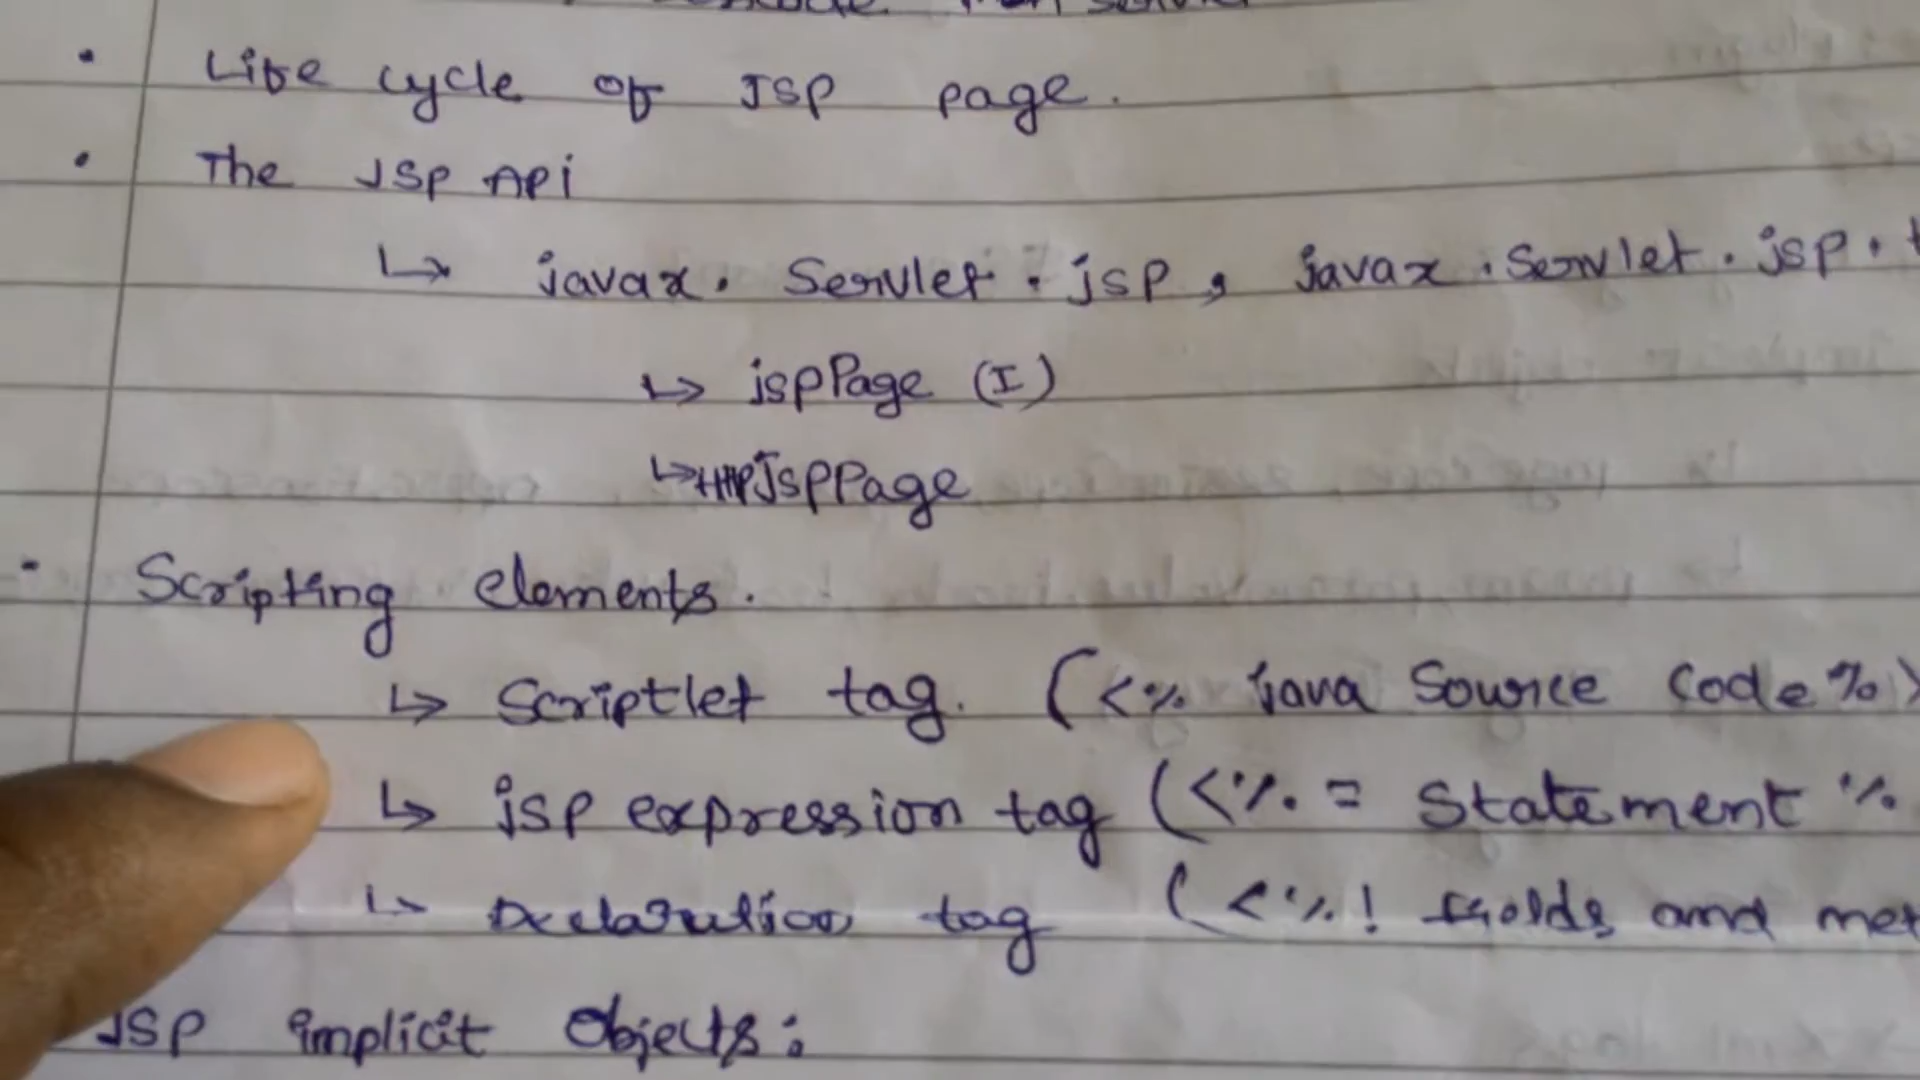 • Life cycle of JSP page.
• The JSP API
↳ javax. Servlet. jsp, javax. Servlet. jsp.
↳ jspPage (I)
↳ HttpJspPage
• Scripting elements.
↳ Scriptlet tag. (<% java Source Code %>
↳ jsp expression tag (<% = Statement %
↳ Declaration tag (<%! fields and met
JSP implicit Objects: